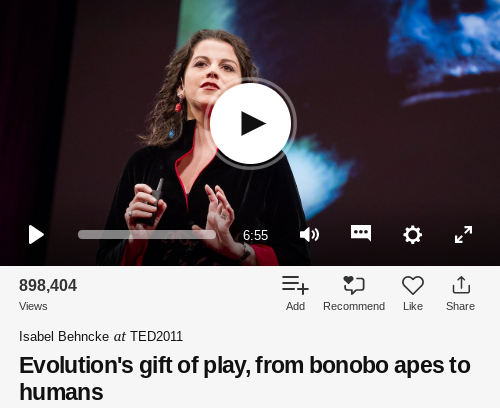 6:55
898,404
Views
Add
Recommend
Like
Share
Isabel Behncke at TED2011
Evolution's gift of play, from bonobo apes to
humans